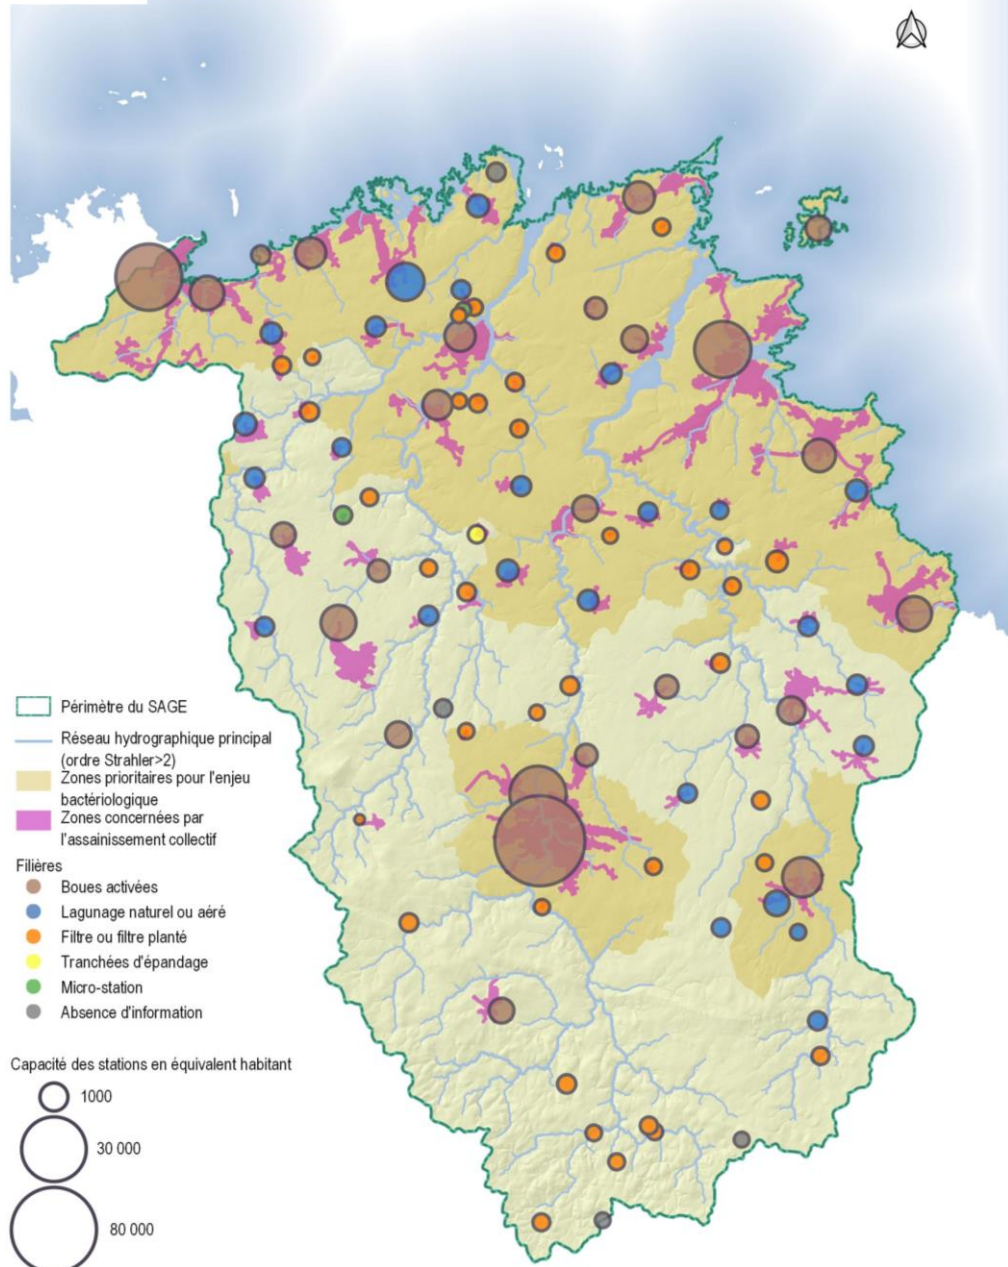 Périmètre du SAGE
Réseau hydrographique principal
(ordre Strahler>2)
Zones prioritaires pour l'enjeu
bactériologique
Zones concernées par
l'assainissement collectif
Filières
Boues activées
Lagunage naturel ou aéré
Filtre ou filtre planté
Tranchées d'épandage
Micro-station
Absence d'information
Capacité des stations en équivalent habitant
1000
30 000
80 000